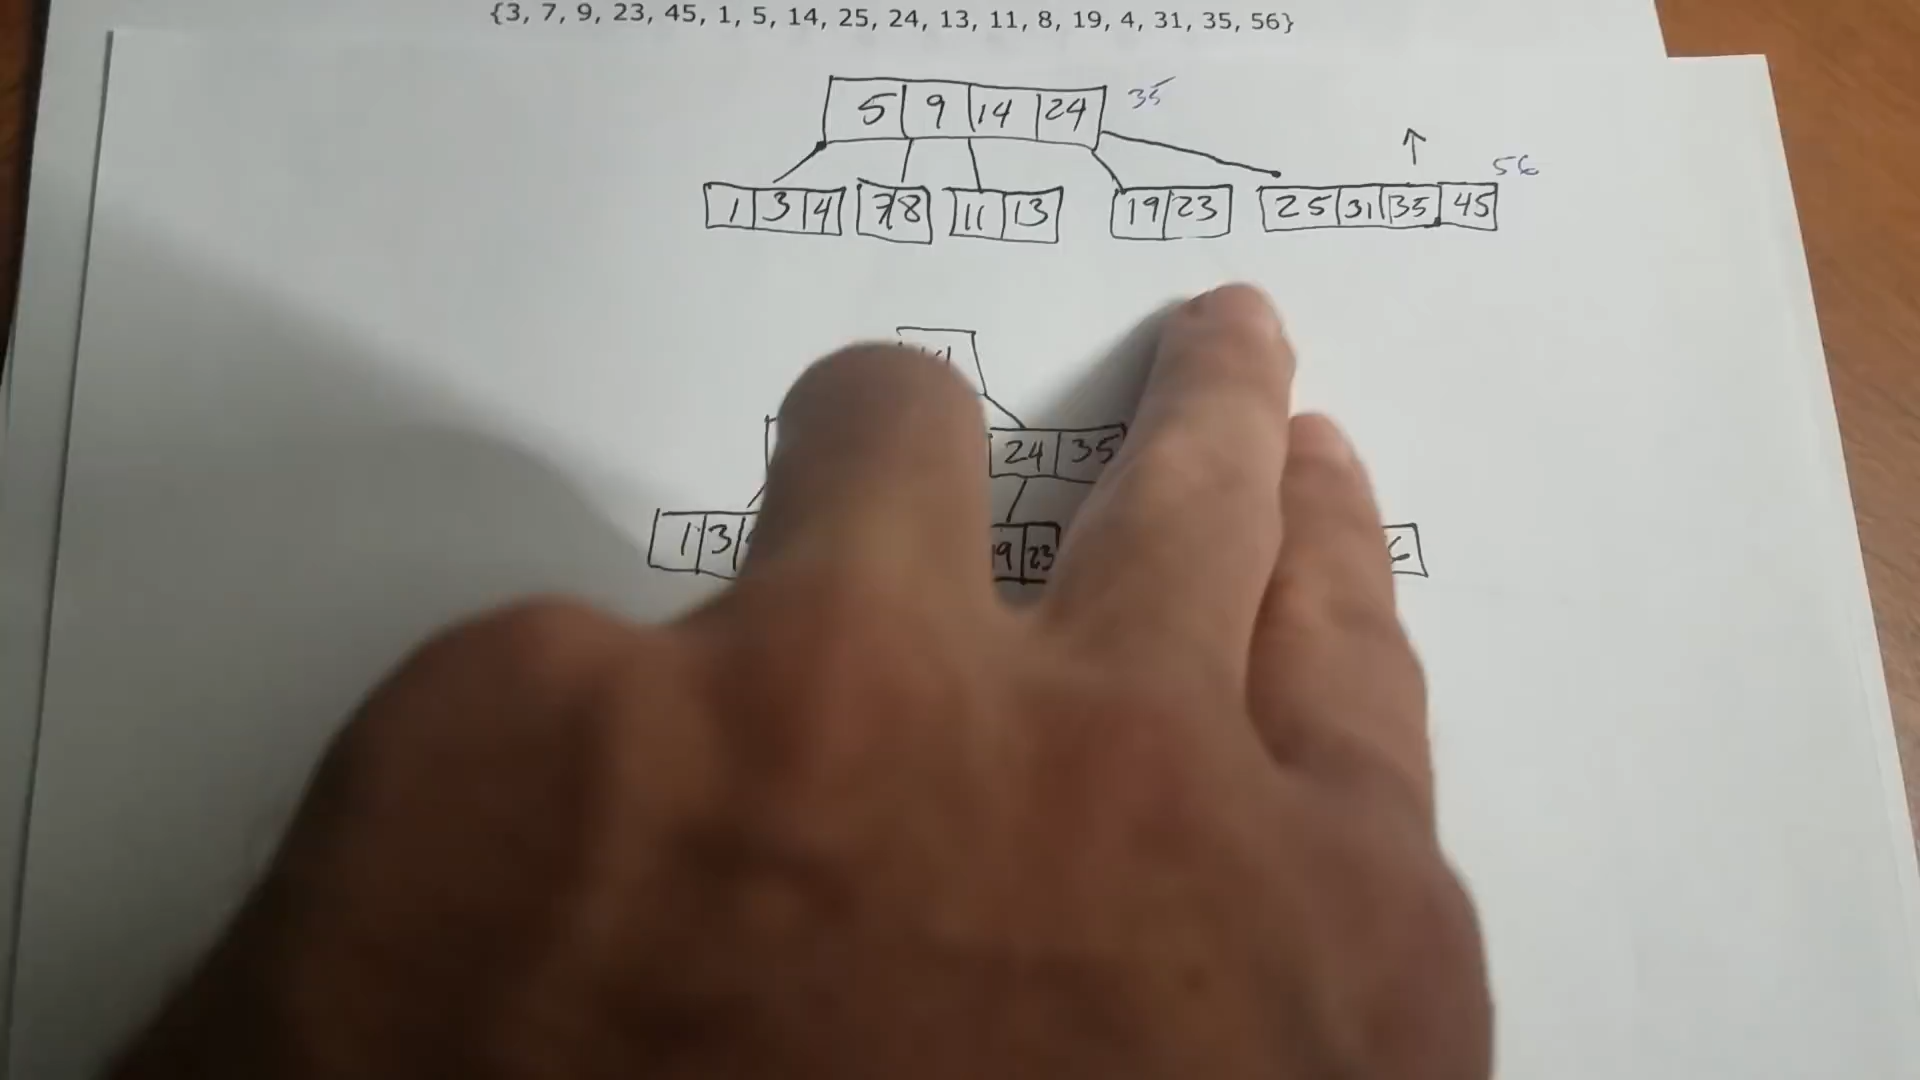 {3, 7, 9, 23, 45, 1, 5, 14, 25, 24, 13, 11, 8, 19, 4, 31, 35, 56}
5 9 14 24 35
56
1 3 4 7 8 11 13 19 23 25 31 35 45
24 35
1 3 23